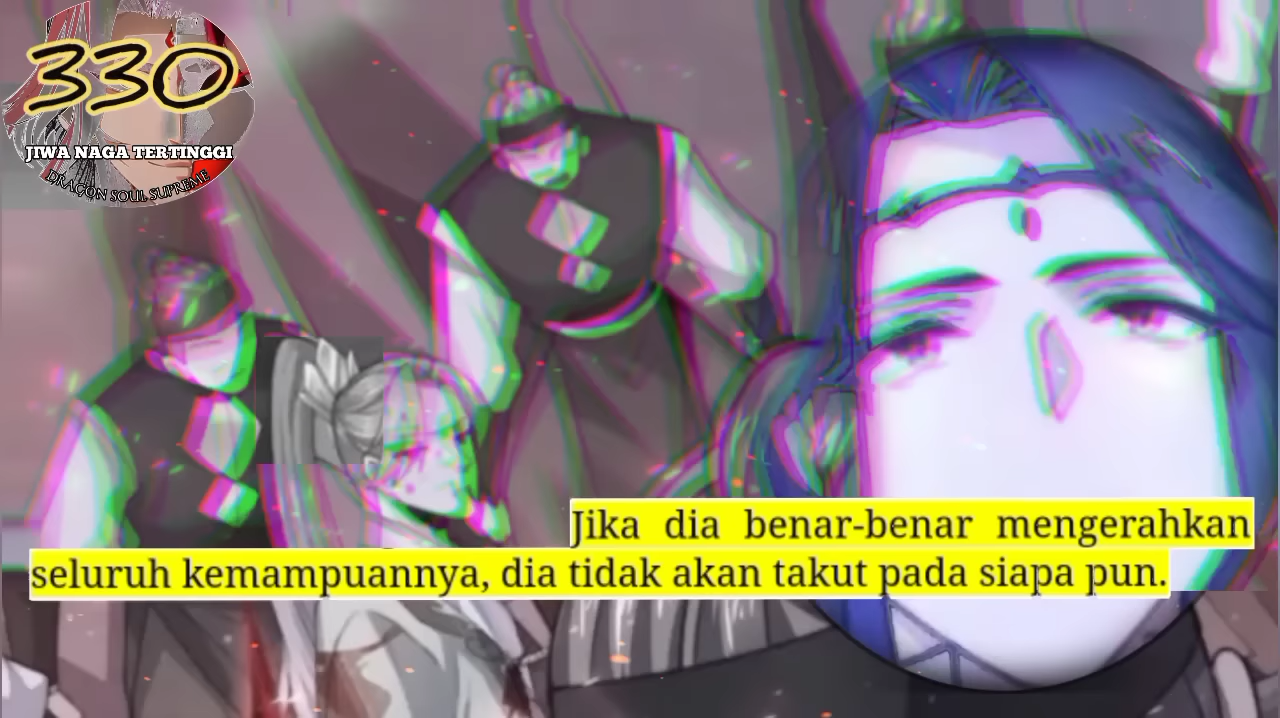 330
JIWA NAGA TERTINGGI
DRAGON SOUL SUPREME
Jika dia benar-benar mengerahkan
seluruh kemampuannya, dia tidak akan takut pada siapa pun.